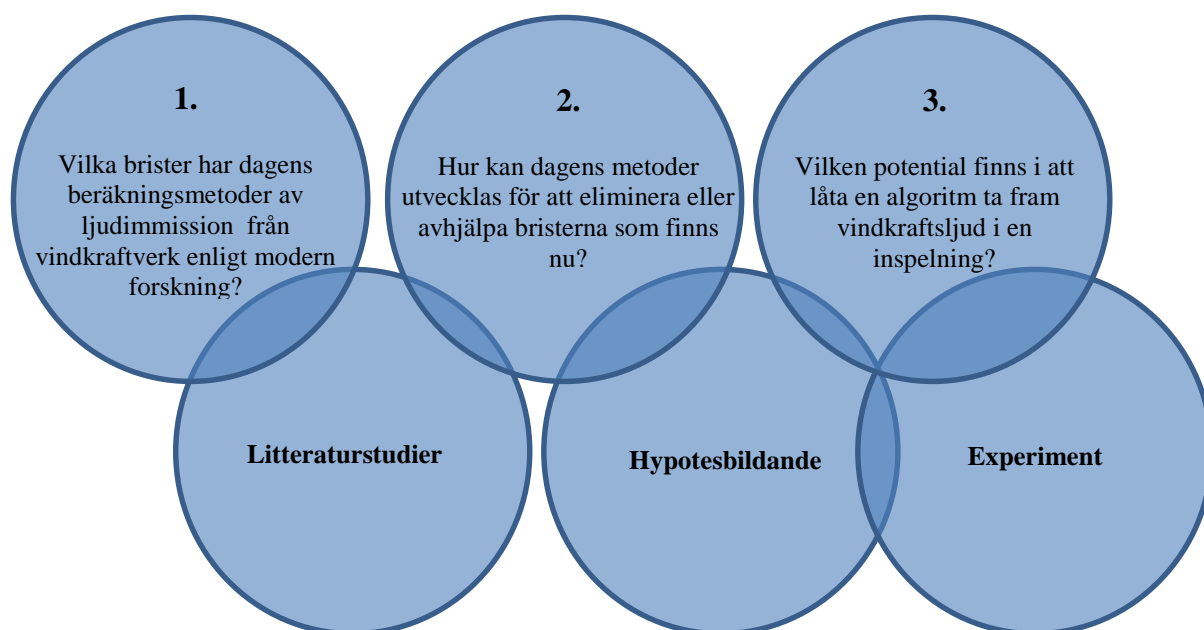 1.
Vilka brister har dagens
beräkningsmetoder av
ljudimmission från
vindkraftverk enligt modern
forskning?
2.
Hur kan dagens metoder
utvecklas för att eliminera eller
avhjälpa bristerna som finns
nu?
3.
Vilken potential finns i att
låta en algoritm ta fram
vindkraftsljud i en
inspelning?
Litteraturstudier
Hypotesbildande
Experiment